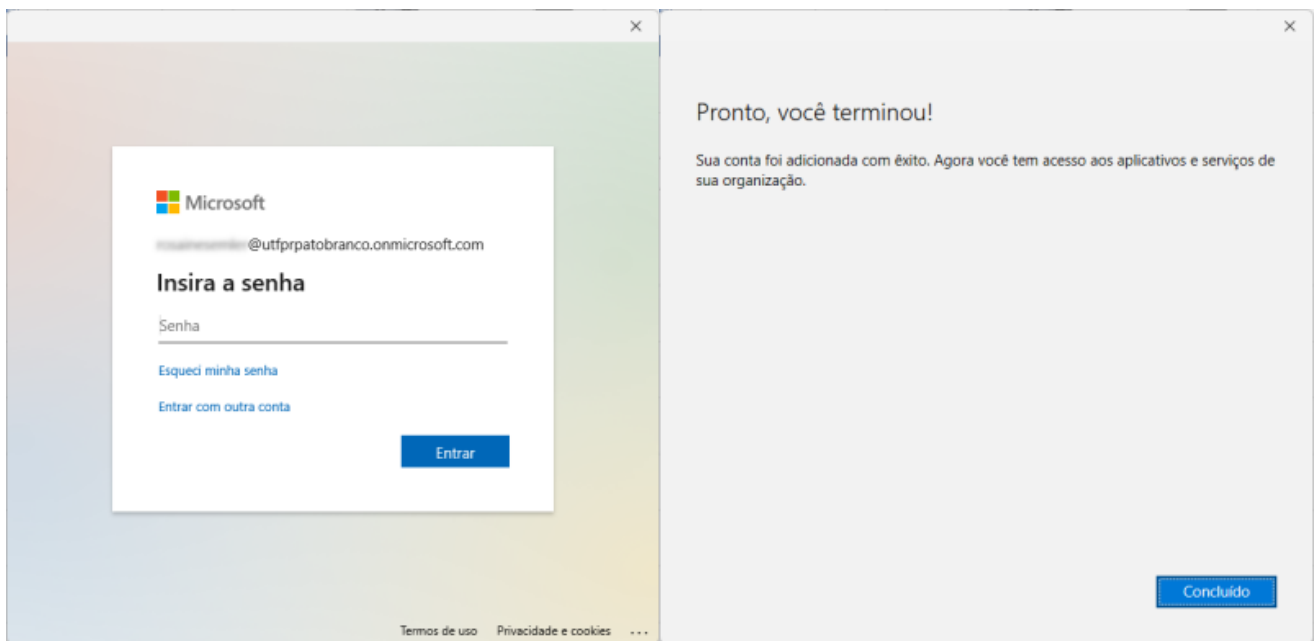 Microsoft
@utfprpatobranco.onmicrosoft.com
Insira a senha
Senha
Esqueci minha senha
Entrar com outra conta
Entrar
Termos de uso Privacidade e cookies ...
Pronto, você terminou!
Sua conta foi adicionada com êxito. Agora você tem acesso aos aplicativos e serviços de
sua organização.
Concluído